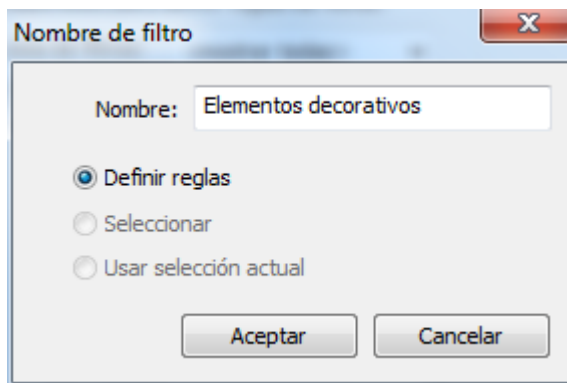 Nombre de filtro
Nombre: Elementos decorativos
Definir reglas
Seleccionar
Usar selección actual
Aceptar Cancelar